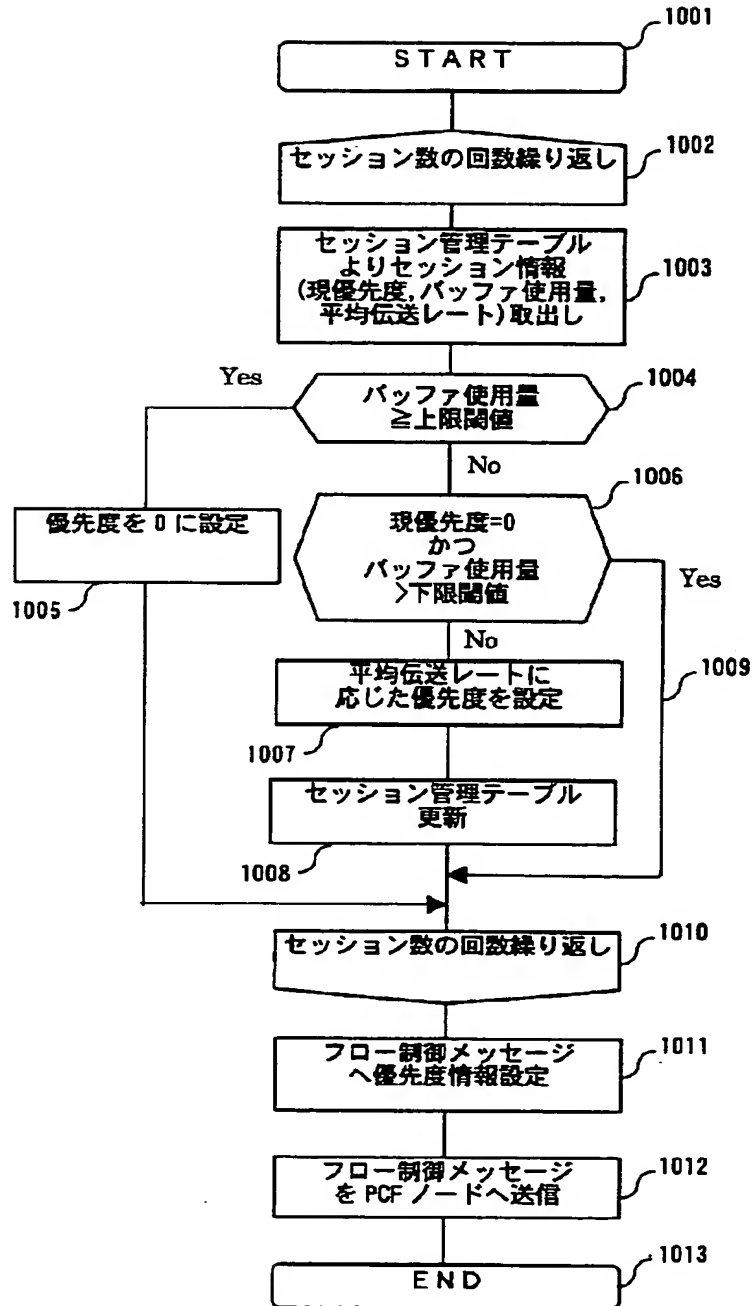 1001
START
セッション数の回数繰り返し
1002
セッション管理テーブル
よりセッション情報
(現優先度,バッファ使用量,
平均伝送レート)取出し
1003
Yes
バッファ使用量
≧上限閾値
1004
No
優先度を0に設定
1005
現優先度=0
かつ
バッファ使用量
>下限閾値
1006
Yes
No
1009
平均伝送レートに
応じた優先度を設定
1007
セッション管理テーブル
更新
1008
セッション数の回数繰り返し
1010
フロー制御メッセージ
へ優先度情報設定
1011
フロー制御メッセージ
をPCFノードへ送信
1012
END
1013